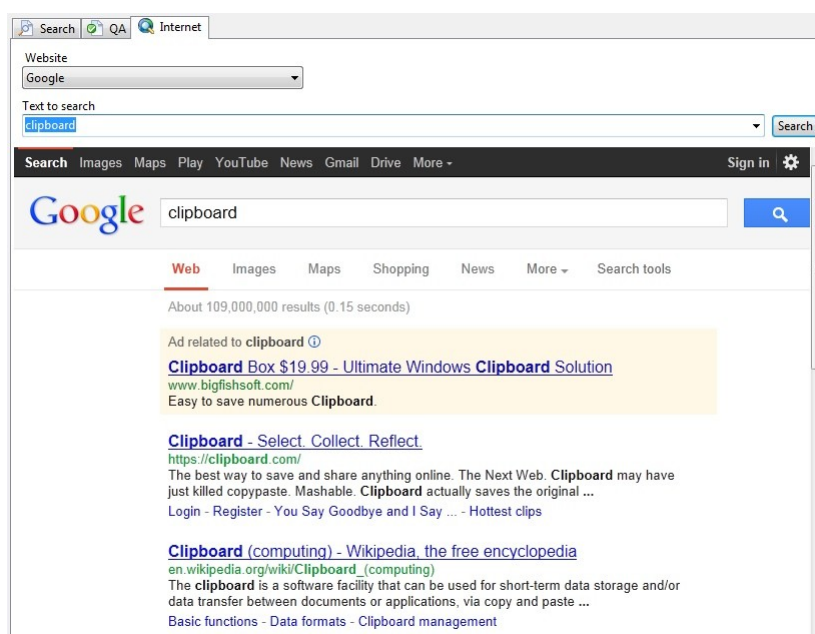 Search QA Internet
Website
Google
Text to search
clipboard
Search
Search Images Maps Play YouTube News Gmail Drive More Sign in
Google clipboard
Web Images Maps Shopping News More Search tools
About 109,000,000 results (0.15 seconds)
Ad related to clipboard
Clipboard Box $19.99 - Ultimate Windows Clipboard Solution
www.bigfishsoft.com/
Easy to save numerous Clipboard.
Clipboard - Select. Collect. Reflect.
https://clipboard.com/
The best way to save and share anything online. The Next Web. Clipboard may have
just killed copypaste. Mashable. Clipboard actually saves the original ...
Login - Register - You Say Goodbye and I Say ... - Hottest clips
Clipboard (computing) - Wikipedia, the free encyclopedia
en.wikipedia.org/wiki/Clipboard_(computing)
The clipboard is a software facility that can be used for short-term data storage and/or
data transfer between documents or applications, via copy and paste ...
Basic functions - Data formats - Clipboard management